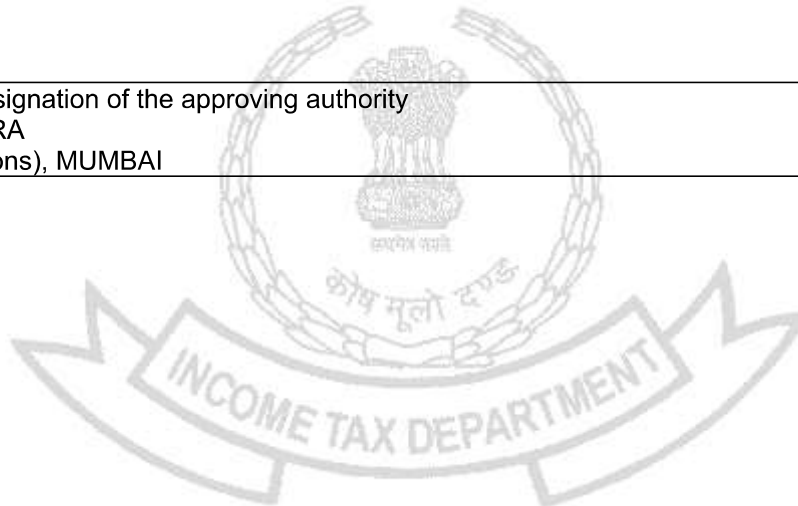 signation of the approving authority
RA
ons), MUMBAI
सत्यमेव जयते
कोष मूलो दण्डः
INCOME TAX DEPARTMENT